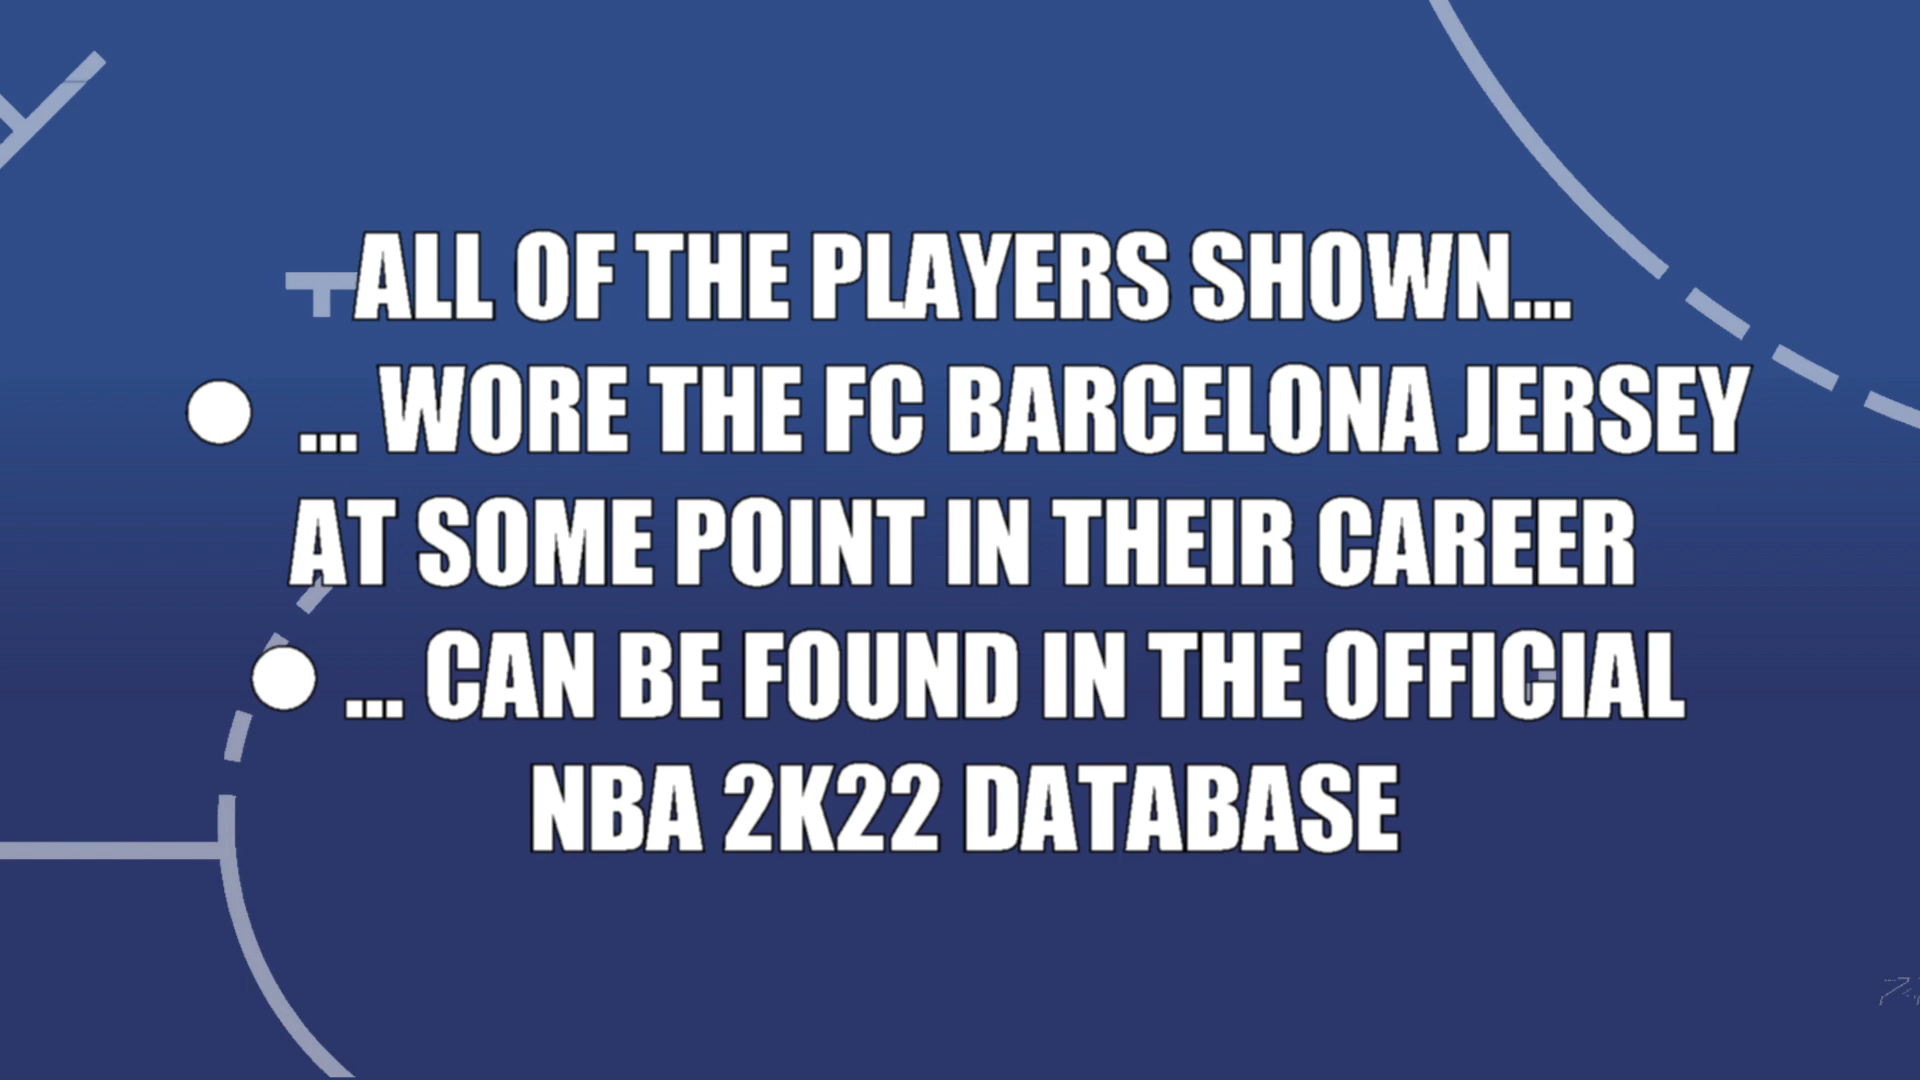 ALL OF THE PLAYERS SHOWN...
● ... WORE THE FC BARCELONA JERSEY
AT SOME POINT IN THEIR CAREER
● ... CAN BE FOUND IN THE OFFICIAL
NBA 2K22 DATABASE